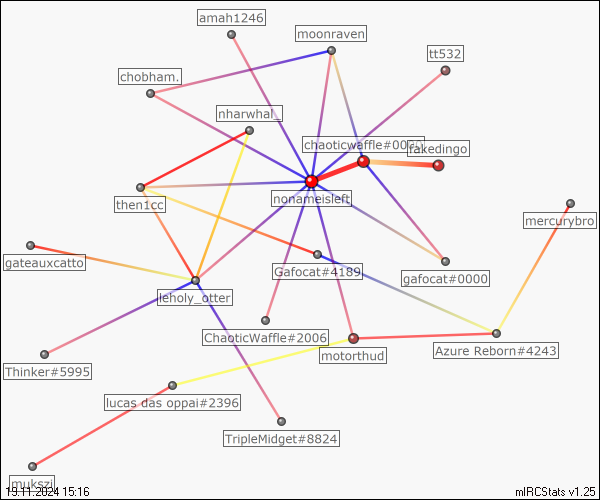 amah1246
moonraven
tt532
chobham.
nharwhal_
chaoticwaffle#0000
fakedingo
then1cc
nonameisleft
mercurybro
gateauxcatto
Gafocat#4189
gafocat#0000
leholy_otter
ChaoticWaffle#2006
motorthud
Azure Reborn#4243
Thinker#5995
lucas das oppai#2396
TripleMidget#8824
mukszi
19.11.2024 15:16
mIRCStats v1.25